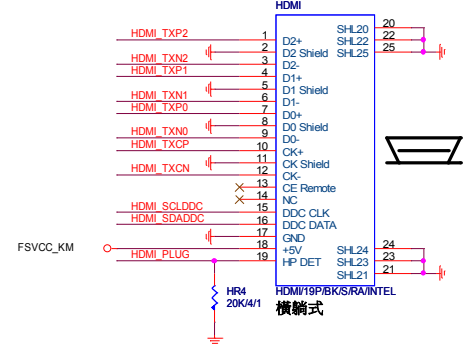 HDMI
HDMI_TXP2 1 D2+ SHL20 20
2 D2 Shield SHL22 22
HDMI_TXN2 3 D2- SHL25 25
HDMI_TXP1 4 D1+
5 D1 Shield
HDMI_TXN1 6 D1-
HDMI_TXP0 7 D0+
8 D0 Shield
HDMI_TXN0 9 D0-
HDMI_TXCP 10 CK+
11 CK Shield
HDMI_TXCN 12 CK-
13 CE Remote
14 NC
HDMI_SCLDDC 15 DDC CLK
HDMI_SDADDC 16 DDC DATA
17 GND
FSVCC_KM 18 +5V SHL24 24
HDMI_PLUG 19 HP DET SHL23 23
SHL21 21
HR4
20K/4/1
HDMI/19P/BK/S/RA/INTEL
橫躺式